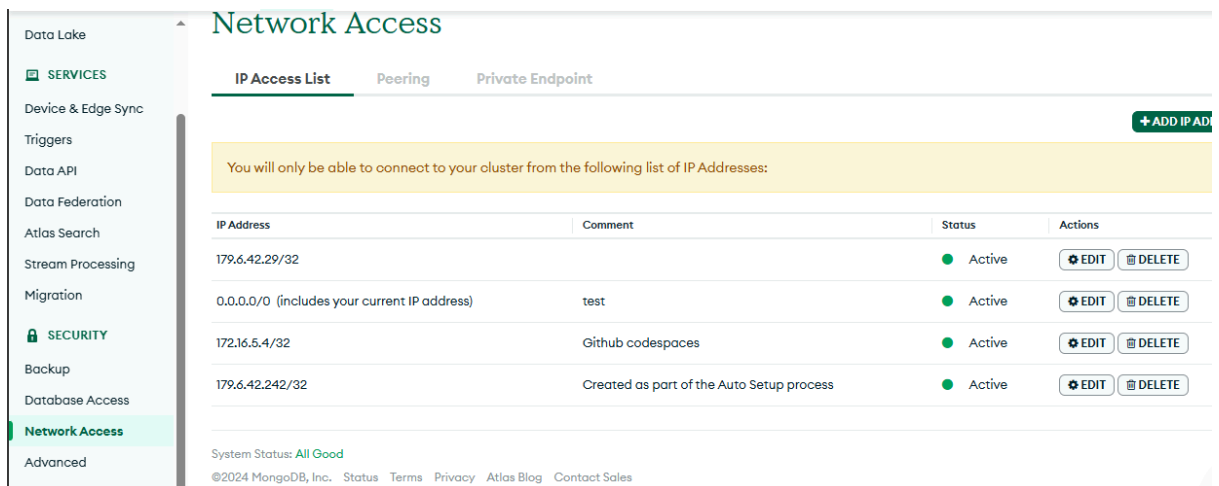 Network Access
Data Lake
SERVICES
Device & Edge Sync
Triggers
Data API
Data Federation
Atlas Search
Stream Processing
Migration
SECURITY
Backup
Database Access
Network Access
Advanced
IP Access List Peering Private Endpoint
+ ADD IP ADD
You will only be able to connect to your cluster from the following list of IP Addresses:
IP Address Comment Status Actions
179.6.42.29/32 Active EDIT DELETE
0.0.0.0/0 (includes your current IP address) test Active EDIT DELETE
172.16.5.4/32 Github codespaces Active EDIT DELETE
179.6.42.242/32 Created as part of the Auto Setup process Active EDIT DELETE
System Status: All Good
©2024 MongoDB, Inc. Status Terms Privacy Atlas Blog Contact Sales